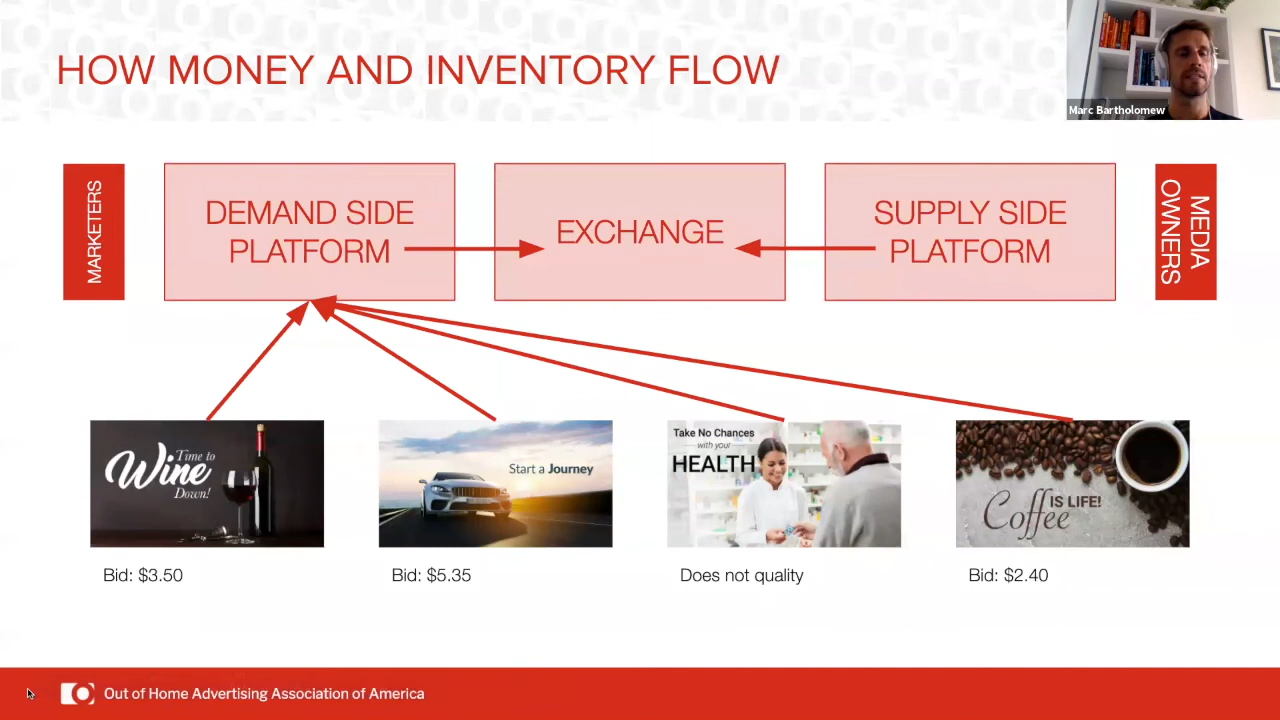 HOW MONEY AND INVENTORY FLOW
Marc Bartholomew
MARKETERS
DEMAND SIDE
PLATFORM
EXCHANGE
SUPPLY SIDE
PLATFORM
MEDIA
OWNERS
Time to
Wine
Down!
Start a Journey
Take No Chances
with your
HEALTH
Coffee
IS LIFE!
Bid: $3.50
Bid: $5.35
Does not quality
Bid: $2.40
Out of Home Advertising Association of America